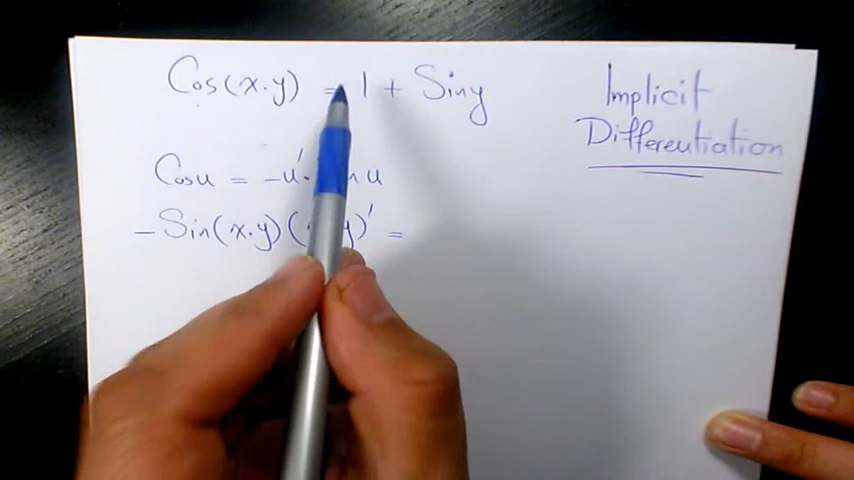 Cos(x·y) = 1 + Siny
Implicit
Differentiation
Cosu = -u'· u
-Sin(x·y)( y)' =